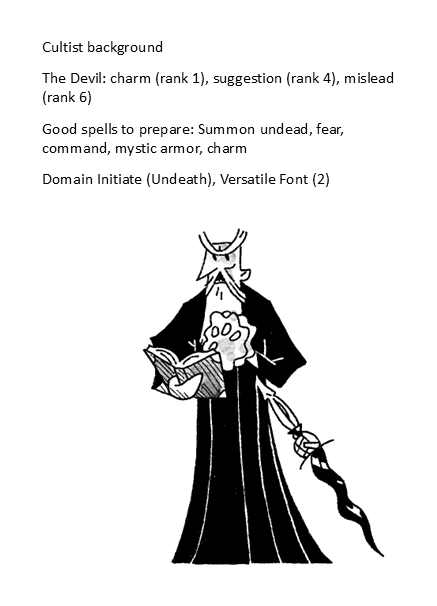 Cultist background
The Devil: charm (rank 1), suggestion (rank 4), mislead
(rank 6)
Good spells to prepare: Summon undead, fear,
command, mystic armor, charm
Domain Initiate (Undeath), Versatile Font (2)